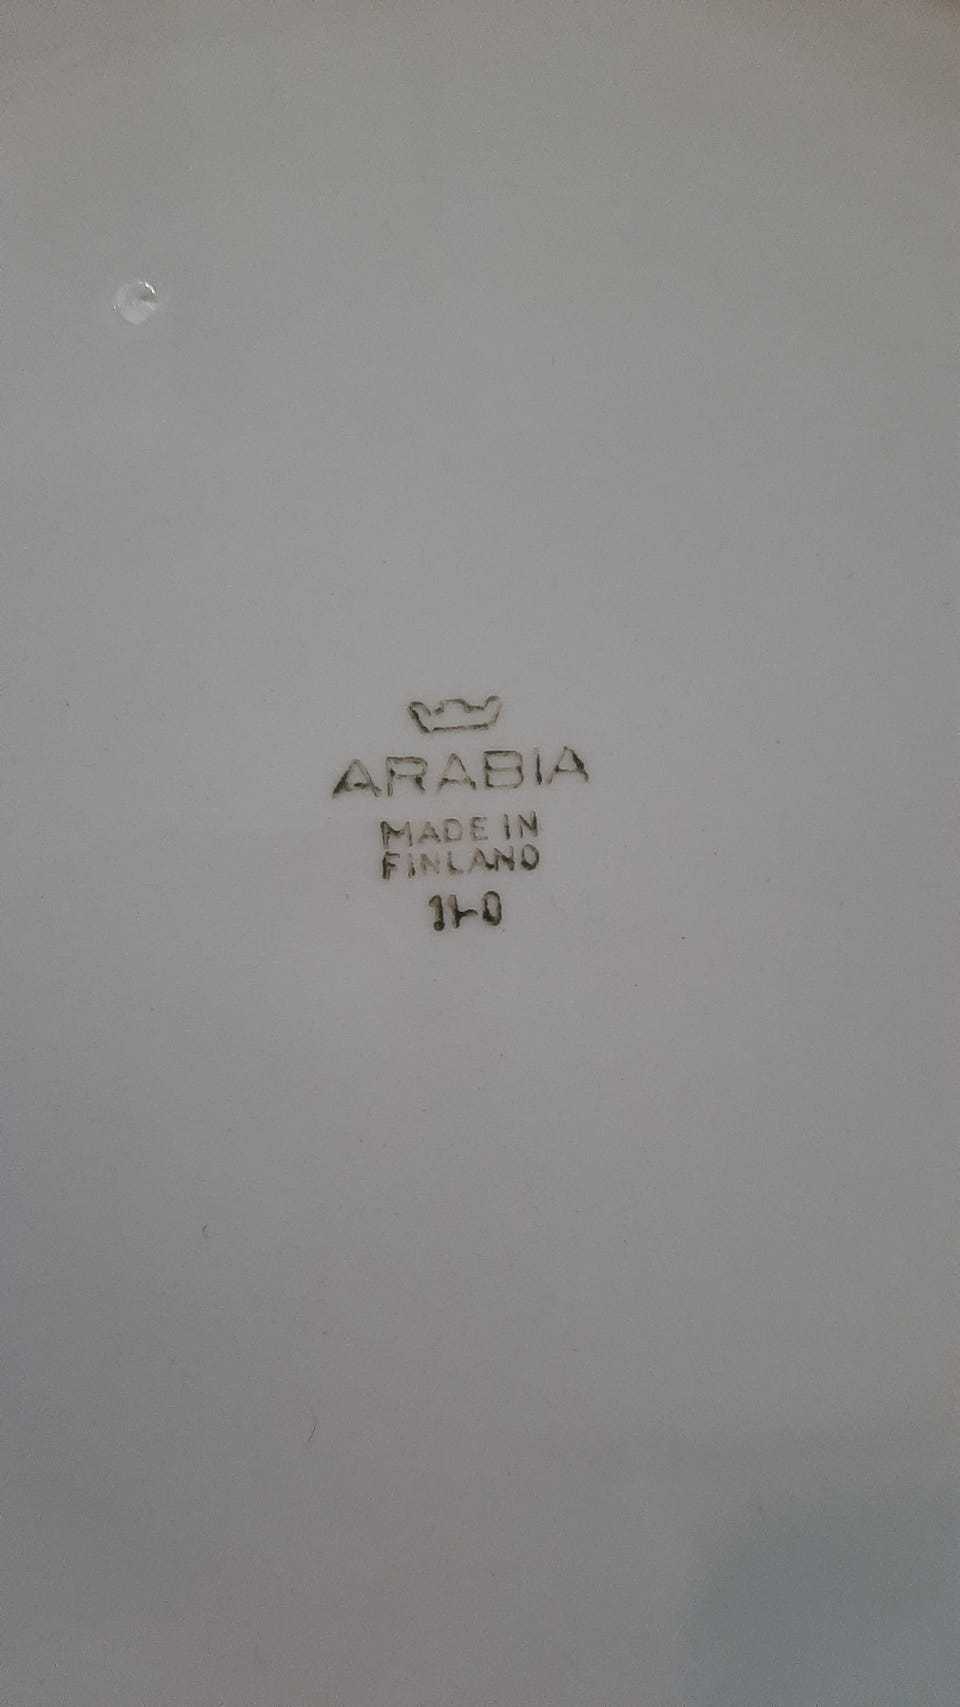 ARABIA
MADE IN
FINLAND
11-0